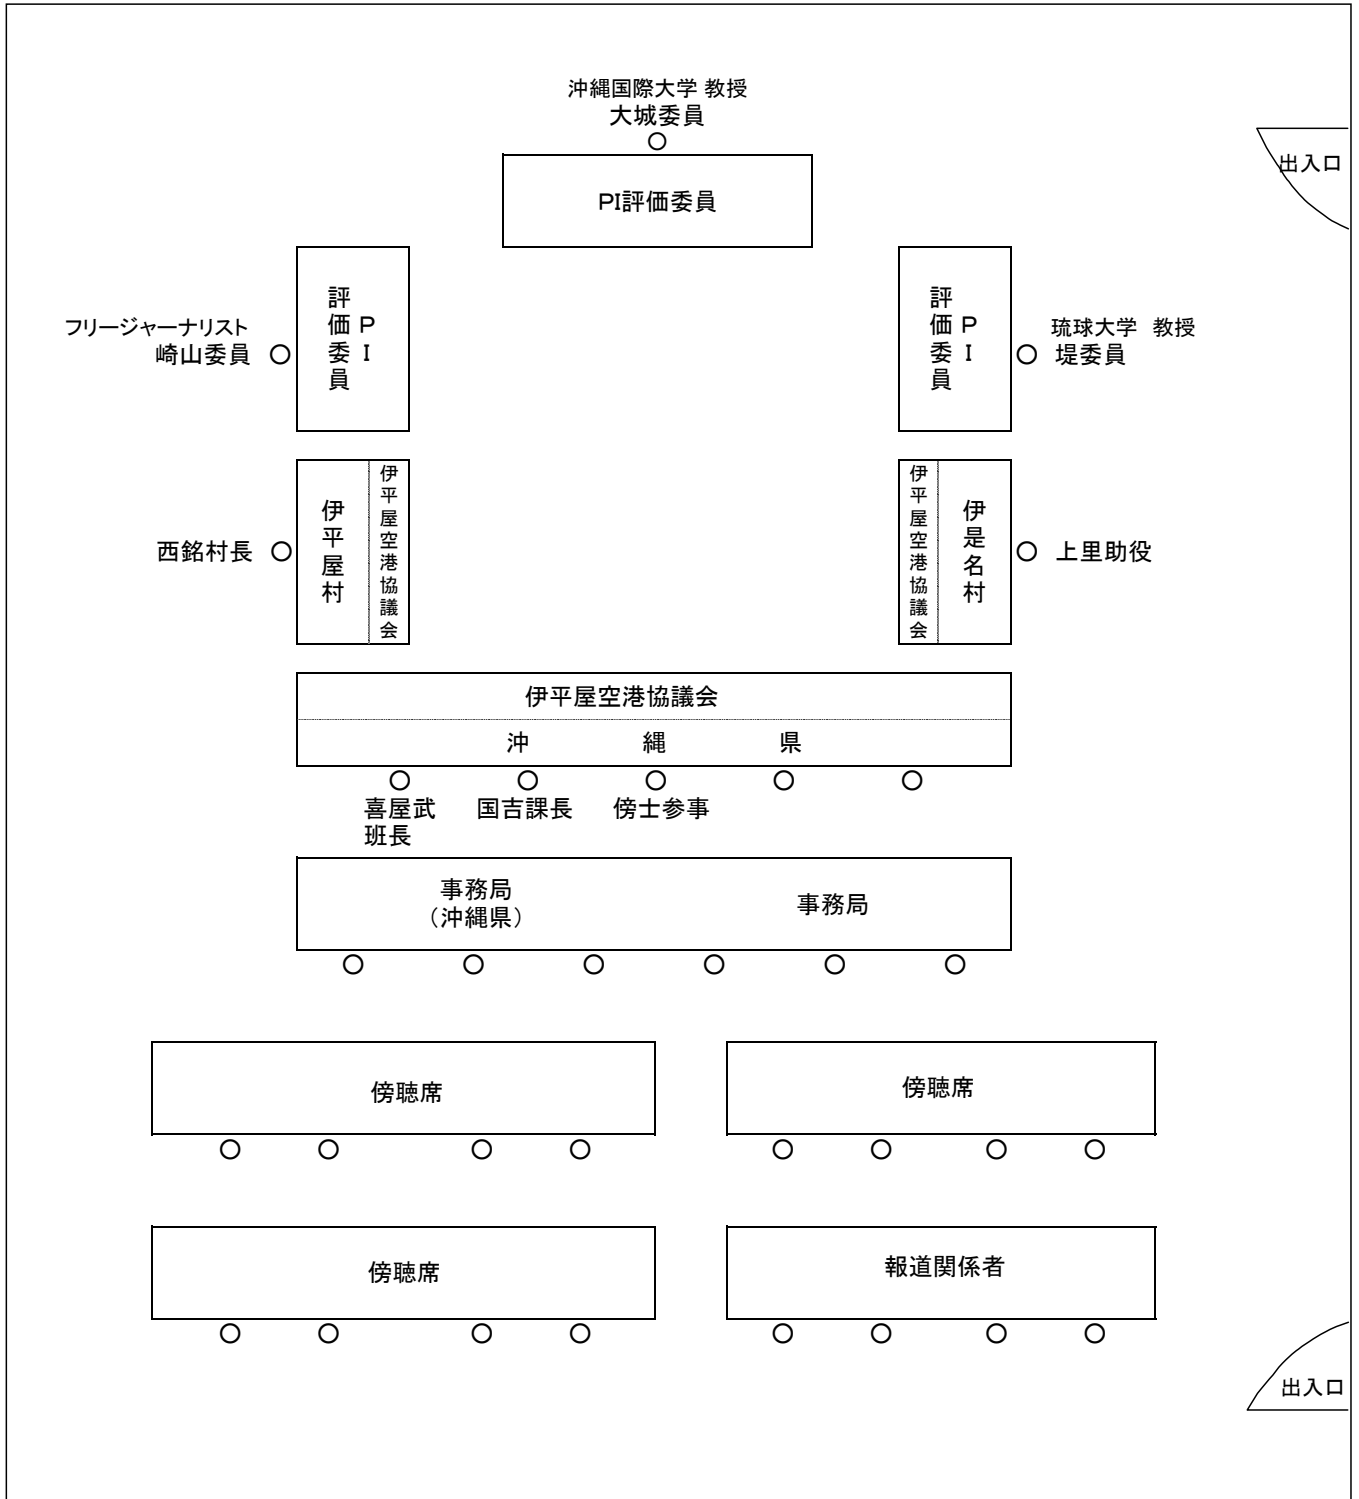 沖縄国際大学 教授
大城委員
出入口
PI評価委員
フリージャーナリスト
崎山委員
PI
評価委員
PI
評価委員
琉球大学 教授
堤委員
西銘村長
伊平屋村
伊平屋空港協議会
伊平屋空港協議会
伊是名村
上里助役
伊平屋空港協議会
沖 縄 県
喜屋武
班長
国吉課長
傍士参事
事務局
（沖縄県）
事務局
傍聴席
傍聴席
傍聴席
報道関係者
出入口